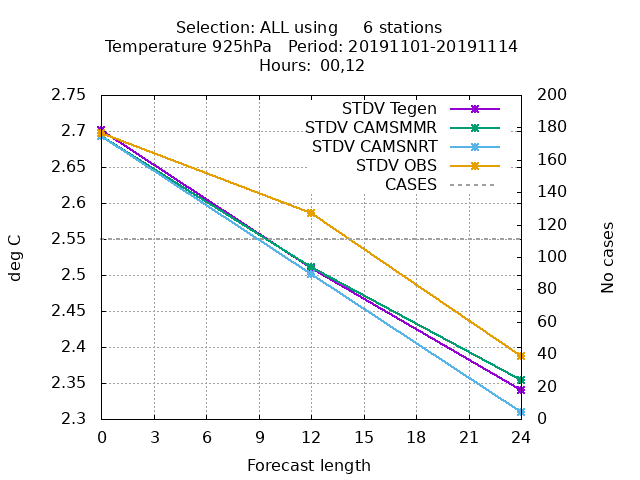 Selection: ALL using     6 stations
Temperature 925hPa   Period: 20191101-20191114
Hours: 00,12
STDV Tegen
STDV CAMSMMR
STDV CAMSNRT
STDV OBS
CASES
2.75
2.7
2.65
2.6
2.55
2.5
2.45
2.4
2.35
2.3
deg C
200
180
160
140
120
100
80
60
40
20
0
No cases
0 3 6 9 12 15 18 21 24
Forecast length